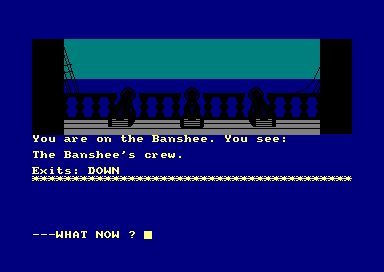 You are on the Banshee. You see:
The Banshee's crew.
Exits: DOWN
****************************************
---WHAT NOW ?